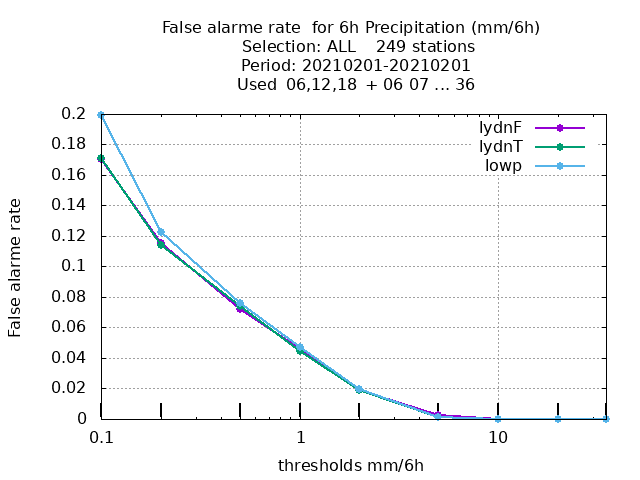 False alarme rate  for 6h Precipitation (mm/6h)
Selection: ALL    249 stations
Period: 20210201-20210201
Used  06,12,18  + 06 07 ... 36
lydnF
lydnT
lowp
False alarme rate
0.2
0.18
0.16
0.14
0.12
0.1
0.08
0.06
0.04
0.02
0
0.1
1
10
thresholds mm/6h